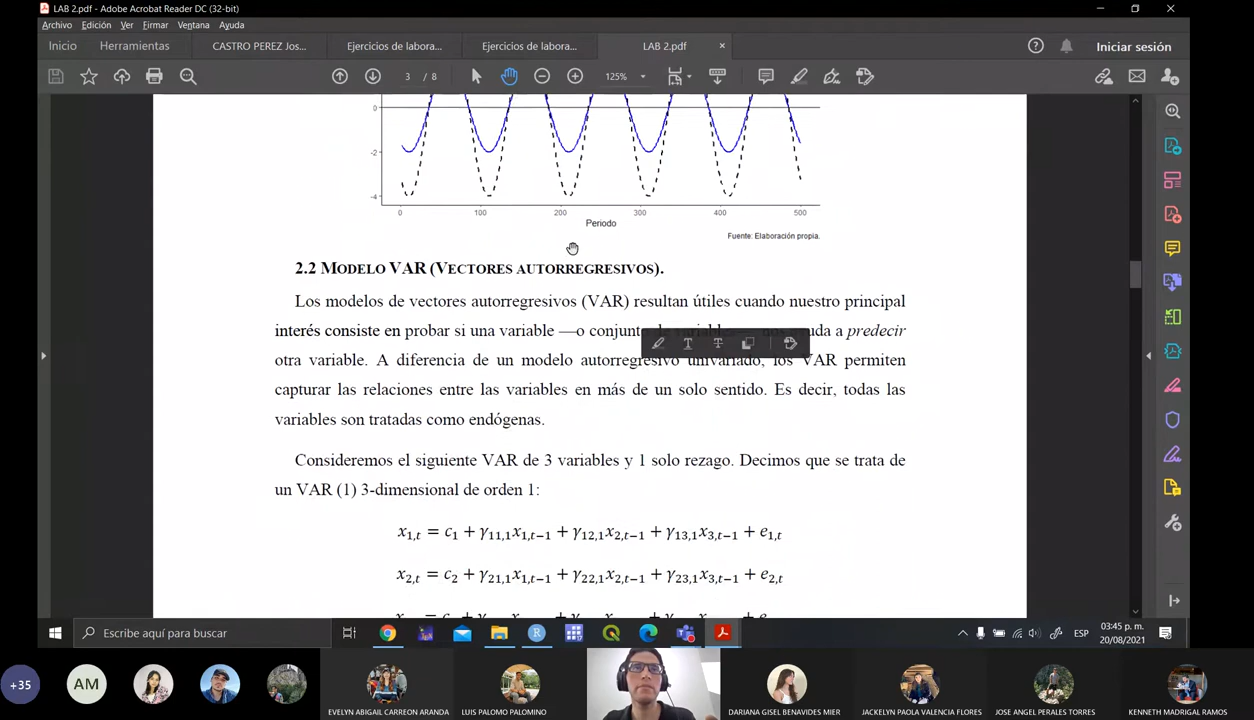 LAB 2.pdf - Adobe Acrobat Reader DC (32-bit)
Archivo Edición Ver Firmar Ventana Ayuda
Inicio Herramientas CASTRO PEREZ Jos... Ejercicios de labora... Ejercicios de labora... LAB 2.pdf × Iniciar sesión
3 / 8 125%
0
-2
-4
0 100 200 300 400 500
Periodo
Fuente: Elaboración propia.
2.2 MODELO VAR (VECTORES AUTORREGRESIVOS).
Los modelos de vectores autorregresivos (VAR) resultan útiles cuando nuestro principal
interés consiste en probar si una variable —o conjunto de variables— nos ayuda a predecir
otra variable. A diferencia de un modelo autorregresivo univariado, los VAR permiten
capturar las relaciones entre las variables en más de un solo sentido. Es decir, todas las
variables son tratadas como endógenas.
Consideremos el siguiente VAR de 3 variables y 1 solo rezago. Decimos que se trata de
un VAR (1) 3-dimensional de orden 1:
x₁,t = c₁ + γ₁₁,₁x₁,t−1 + γ₁₂,₁x₂,t−1 + γ₁₃,₁x₃,t−1 + e₁,t
x₂,t = c₂ + γ₂₁,₁x₁,t−1 + γ₂₂,₁x₂,t−1 + γ₂₃,₁x₃,t−1 + e₂,t
Escribe aquí para buscar
ESP
03:45 p. m.
20/08/2021
+35 AM
EVELYN ABIGAIL CARREON ARANDA LUIS PALOMO PALOMINO DARIANA GISEL BENAVIDES MIER JACKELYN PAOLA VALENCIA FLORES JOSE ANGEL PERALES TORRES KENNETH MADRIGAL RAMOS